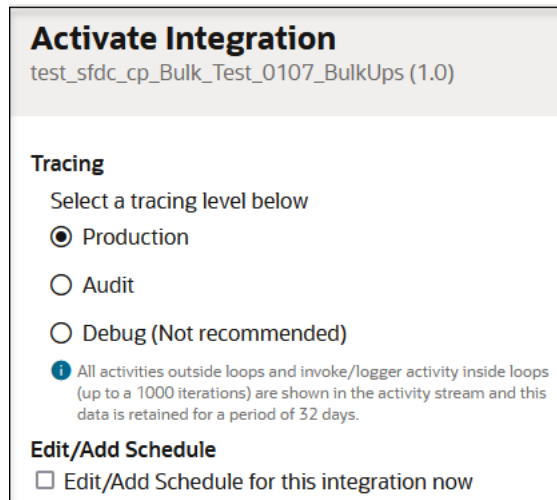 Activate Integration
test_sfdc_cp_Bulk_Test_0107_BulkUps (1.0)
Tracing
Select a tracing level below
Production
Audit
Debug (Not recommended)
All activities outside loops and invoke/logger activity inside loops
(up to a 1000 iterations) are shown in the activity stream and this
data is retained for a period of 32 days.
Edit/Add Schedule
Edit/Add Schedule for this integration now